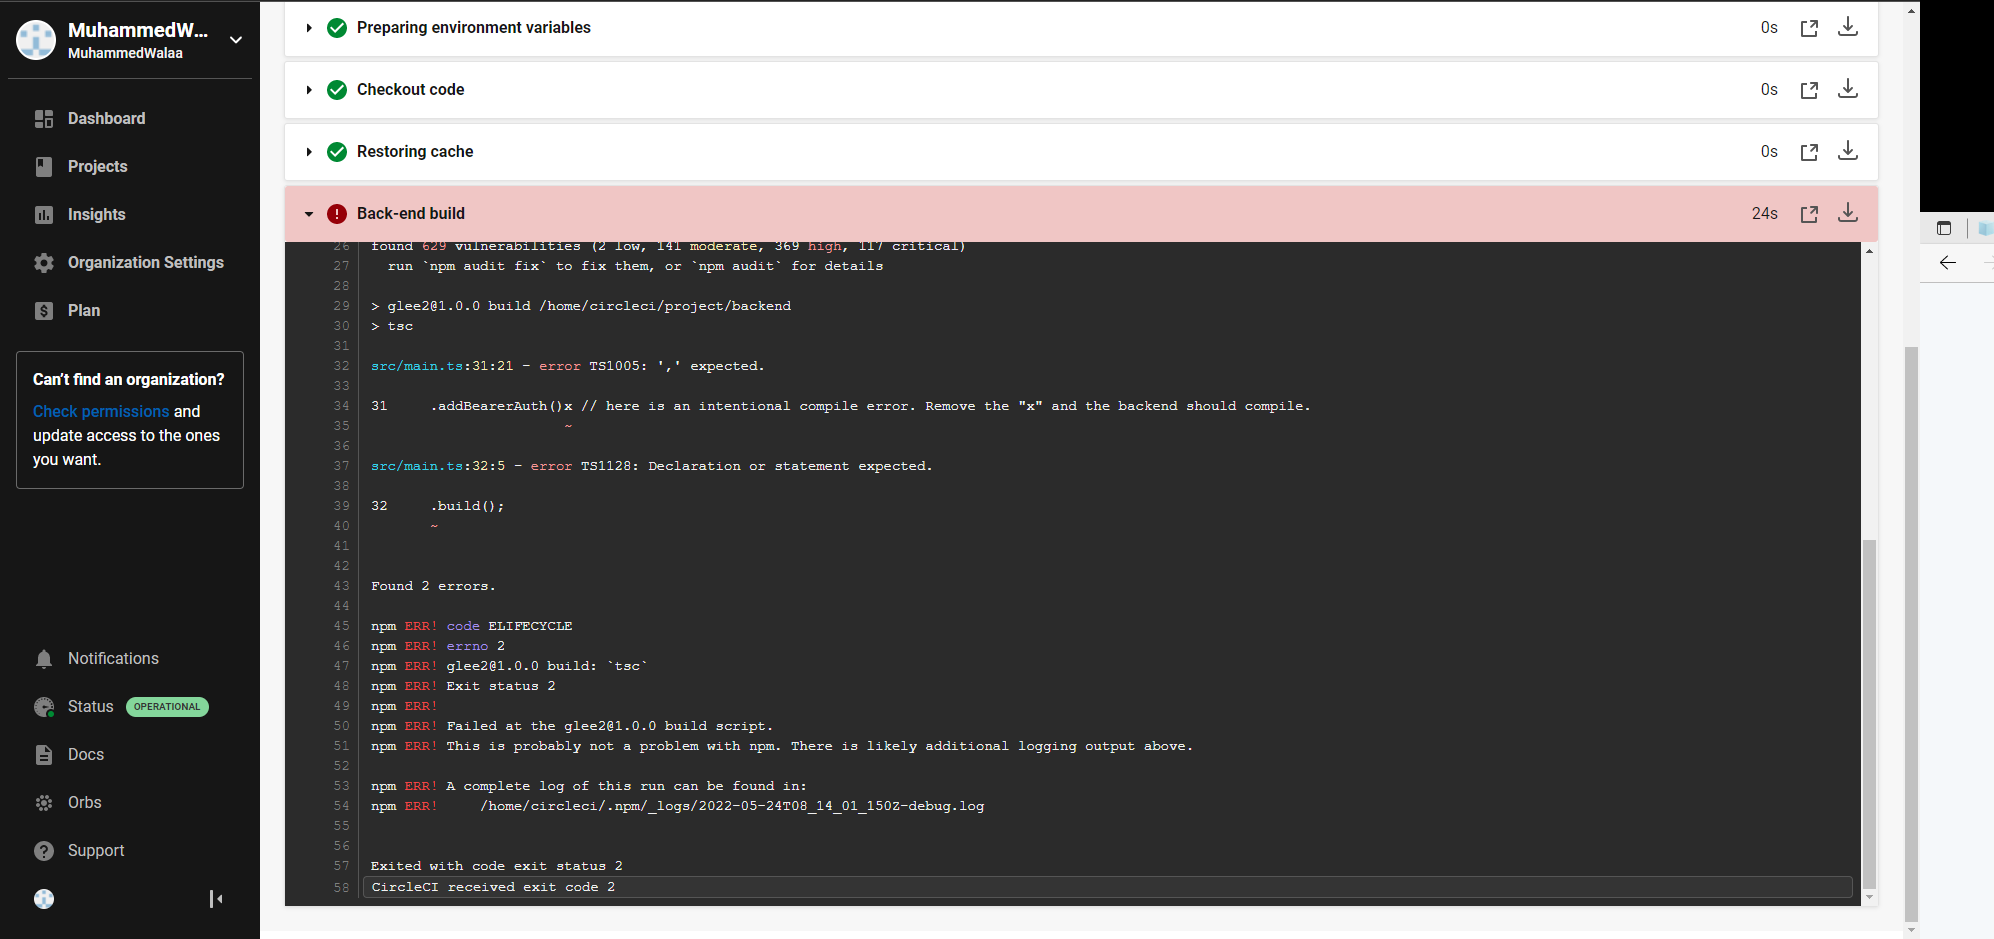 MuhammedW...
MuhammedWalaa
Dashboard
Projects
Insights
Organization Settings
Plan
Can't find an organization?
Check permissions and
update access to the ones
you want.
Notifications
Status OPERATIONAL
Docs
Orbs
Support
Preparing environment variables 0s
Checkout code 0s
Restoring cache 0s
Back-end build 24s
26 found 629 vulnerabilities (2 low, 141 moderate, 369 high, 117 critical)
27 run `npm audit fix` to fix them, or `npm audit` for details
28
29 > glee2@1.0.0 build /home/circleci/project/backend
30 > tsc
31
32 src/main.ts:31:21 - error TS1005: ',' expected.
33
34 31 .addBearerAuth()x // here is an intentional compile error. Remove the "x" and the backend should compile.
35 ~
36
37 src/main.ts:32:5 - error TS1128: Declaration or statement expected.
38
39 32 .build();
40 ~
41
42
43 Found 2 errors.
44
45 npm ERR! code ELIFECYCLE
46 npm ERR! errno 2
47 npm ERR! glee2@1.0.0 build: `tsc`
48 npm ERR! Exit status 2
49 npm ERR!
50 npm ERR! Failed at the glee2@1.0.0 build script.
51 npm ERR! This is probably not a problem with npm. There is likely additional logging output above.
52
53 npm ERR! A complete log of this run can be found in:
54 npm ERR! /home/circleci/.npm/_logs/2022-05-24T08_14_01_150Z-debug.log
55
56
57 Exited with code exit status 2
58 CircleCI received exit code 2